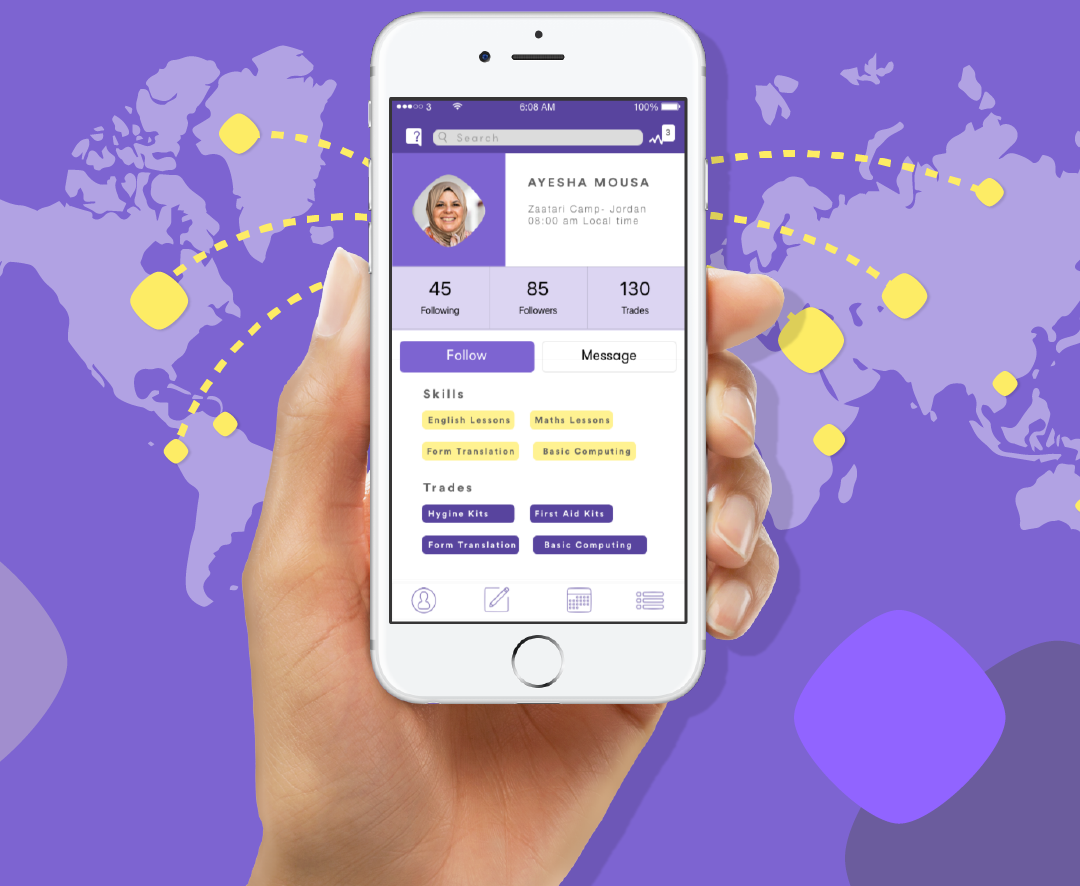 3 6:08 AM 100%
? Search 3
AYESHA MOUSA
Zaatari Camp- Jordan
08:00 am Local time
45 85 130
Following Followers Trades
Follow Message
Skills
English Lessons Maths Lessons
Form Translation Basic Computing
Trades
Hygine Kits First Aid Kits
Form Translation Basic Computing